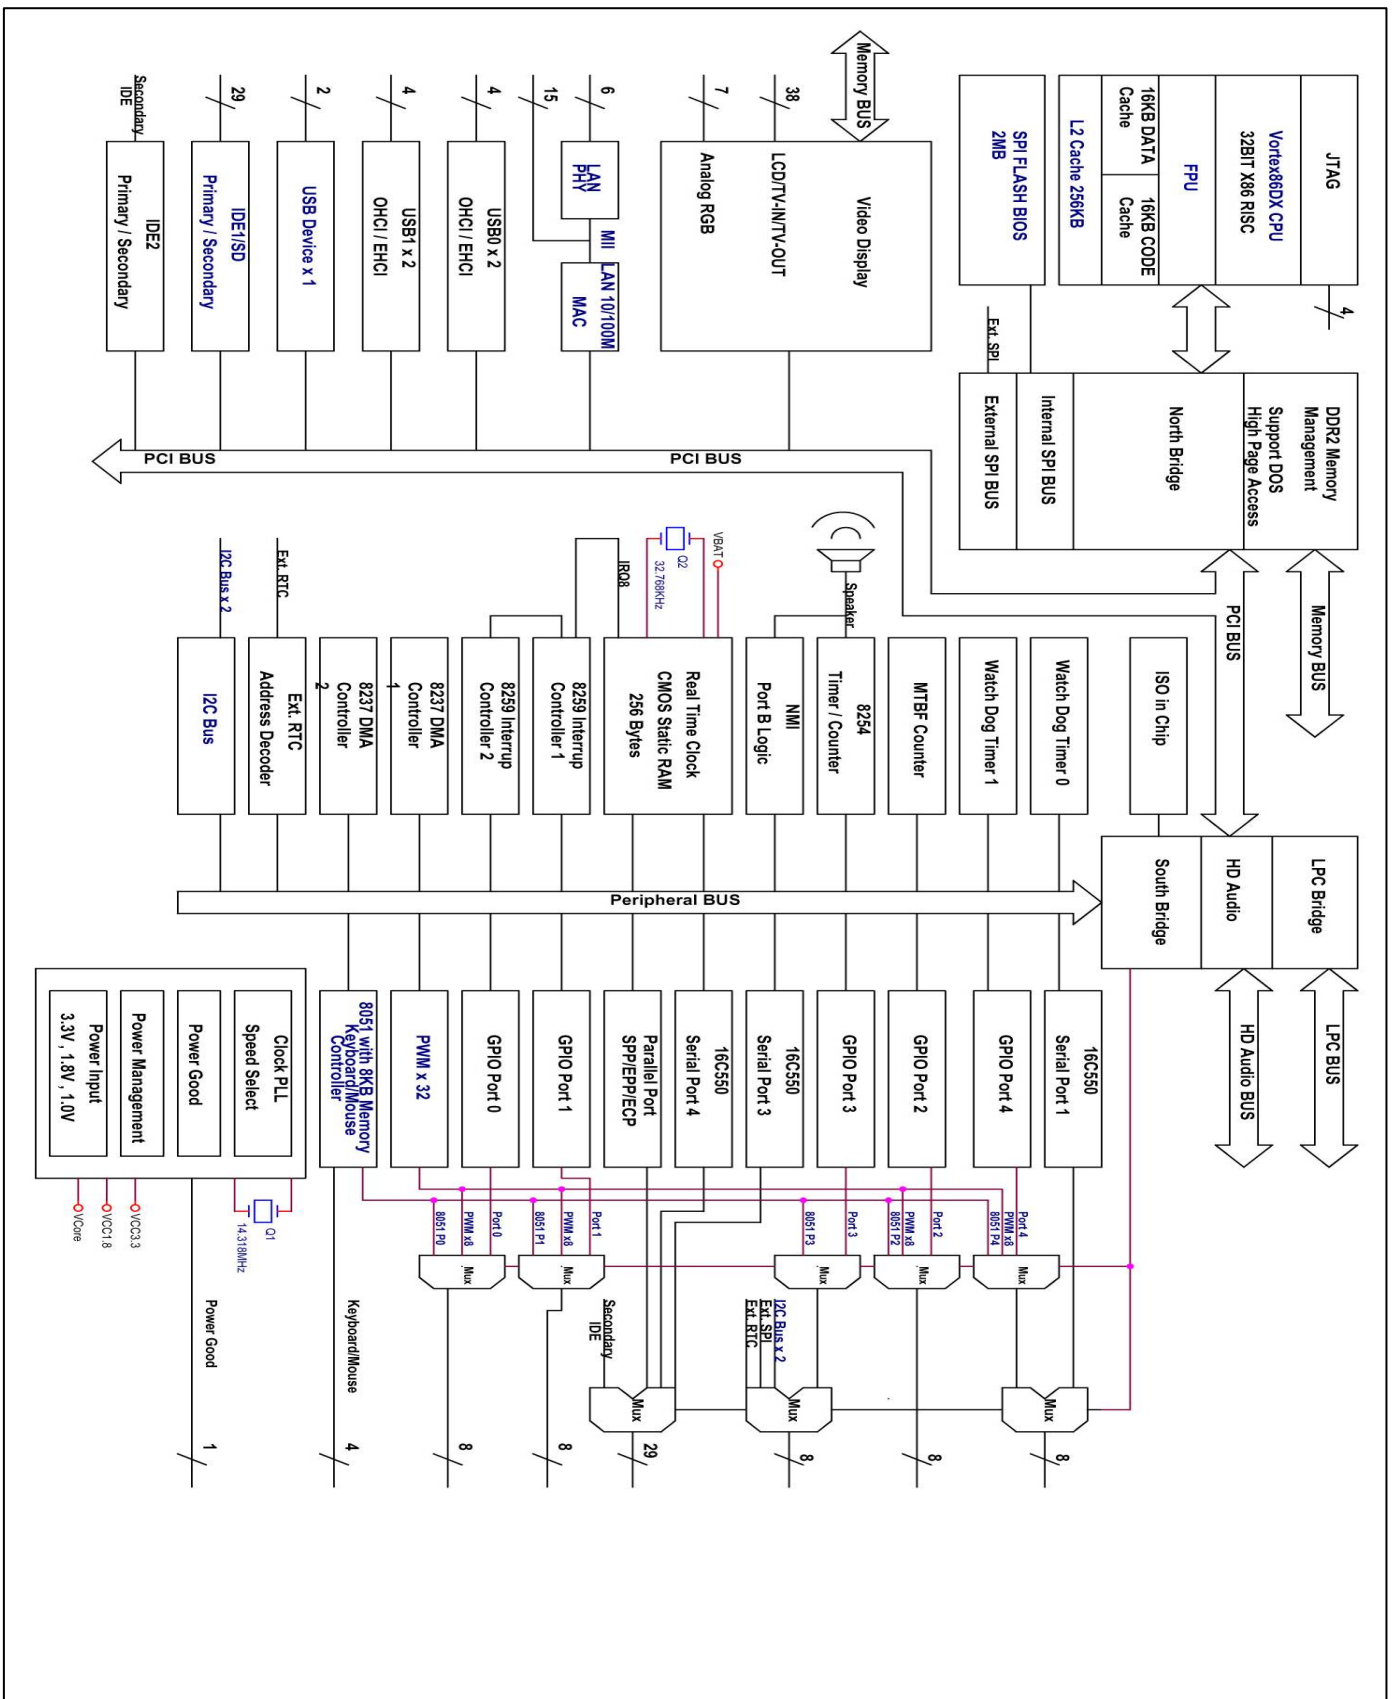 JTAG
4
Vortex86DX CPU
32BIT X86 RISC
FPU
16KB DATA
Cache
16KB CODE
Cache
L2 Cache 256KB
SPI FLASH BIOS
2MB
Ext. SPI
DDR2 Memory
Management
Support DOS
High Page Access
North Bridge
Internal SPI BUS
External SPI BUS
Memory BUS
PCI BUS
LPC Bridge
HD Audio
South Bridge
LPC BUS
HD Audio BUS
ISO in Chip
Memory BUS
Video Display
LCD/TV-IN/TV-OUT
Analog RGB
38
7
6
15
LAN
PHY
MII
LAN 10/100M
MAC
4
USB0 x 2
OHCI / EHCI
4
USB1 x 2
OHCI / EHCI
2
USB Device x 1
29
IDE1/SD
Primary / Secondary
Secondary
IDE
IDE2
Primary / Secondary
PCI BUS
PCI BUS
Watch Dog Timer 0
Watch Dog Timer 1
MTBF Counter
Speaker
8254
Timer / Counter
NMI
Port B Logic
VBAT
Q2
32.768KHz
IRQ8
Real Time Clock
CMOS Static RAM
256 Bytes
8259 Interrup
Controller 1
8259 Interrup
Controller 2
8237 DMA
1
Controller
8237 DMA
Controller
2
Ext. RTC
Ext. RTC
Address Decoder
I2C Bus x 2
I2C Bus
Peripheral BUS
16C550
Serial Port 1
GPIO Port 4
GPIO Port 2
GPIO Port 3
16C550
Serial Port 3
16C550
Serial Port 4
Parallel Port
SPP/EPP/ECP
GPIO Port 1
GPIO Port 0
PWM x 32
8051 with 8KB Memory
Keyboard/Mouse
Controller
Clock PLL
Speed Select
Power Good
Power Management
Power Input
3.3V , 1.8V , 1.0V
Q1
14.318MHz
VCC3.3
VCC1.8
VCore
Port 4
PWM x8
8051 P4
Port 2
PWM x8
8051 P2
Port 3
8051 P3
Port 1
PWM x8
8051 P1
Port 0
PWM x8
8051 P0
Mux
Mux
Mux
Mux
Mux
I2C Bus x 2
Ext. SPI
Ext. RTC
Secondary
IDE
Keyboard/Mouse
Power Good
Mux
Mux
Mux
8
8
8
29
8
8
4
1